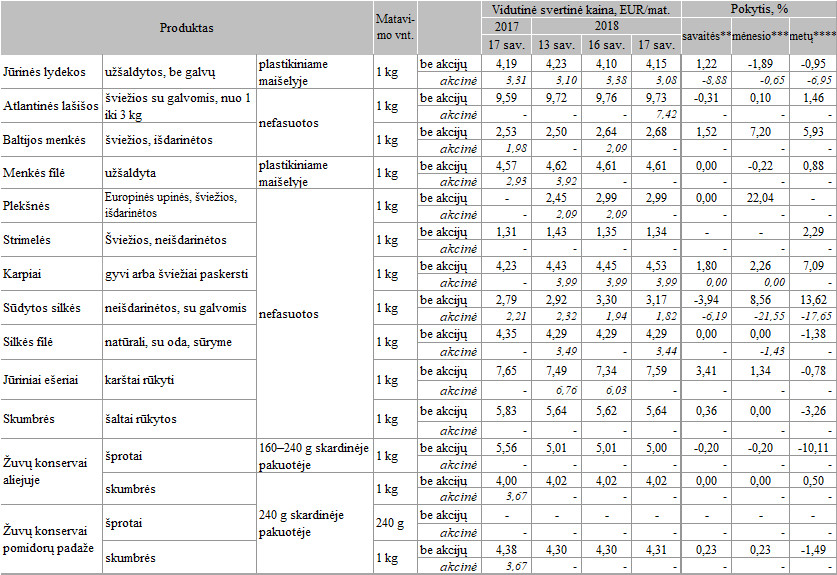 Produktas Matavi-mo vnt. Vidutinė svertinė kaina, EUR/mat. Pokytis, %
2017 2018 savaitės** mėnesio*** metų****
17 sav. 13 sav. 16 sav. 17 sav.
Jūrinės lydekos užšaldytos, be galvų plastikiniame maišelyje 1 kg be akcijų 4,19 4,23 4,10 4,15 1,22 -1,89 -0,95
akcinė 3,31 3,10 3,38 3,08 -8,88 -0,65 -6,95
Atlantinės lašišos šviežios su galvomis, nuo 1 iki 3 kg nefasuotos 1 kg be akcijų 9,59 9,72 9,76 9,73 -0,31 0,10 1,46
akcinė - - - 7,42 - - -
Baltijos menkės šviežios, išdarinėtos 1 kg be akcijų 2,53 2,50 2,64 2,68 1,52 7,20 5,93
akcinė 1,98 - 2,09 - - - -
Menkės filė užšaldyta plastikiniame maišelyje 1 kg be akcijų 4,57 4,62 4,61 4,61 0,00 -0,22 0,88
akcinė 2,93 3,92 - - - - -
Plekšnės Europinės upinės, šviežios, išdarinėtos nefasuotos 1 kg be akcijų - 2,45 2,99 2,99 0,00 22,04 -
akcinė - 2,09 2,09 - - - -
Strimelės Šviežios, neišdarinėtos 1 kg be akcijų 1,31 1,43 1,35 1,34 - - 2,29
akcinė - - - - - - -
Karpiai gyvi arba šviežiai paskersti 1 kg be akcijų 4,23 4,43 4,45 4,53 1,80 2,26 7,09
akcinė - 3,99 3,99 3,99 0,00 0,00 -
Sūdytos silkės neišdarinėtos, su galvomis 1 kg be akcijų 2,79 2,92 3,30 3,17 -3,94 8,56 13,62
akcinė 2,21 2,32 1,94 1,82 -6,19 -21,55 -17,65
Silkės filė natūrali, su oda, sūryme 1 kg be akcijų 4,35 4,29 4,29 4,29 0,00 0,00 -1,38
akcinė - 3,49 - 3,44 - -1,43 -
Jūriniai ešeriai karštai rūkyti 1 kg be akcijų 7,65 7,49 7,34 7,59 3,41 1,34 -0,78
akcinė - 6,76 6,03 - - - -
Skumbrės šaltai rūkytos 1 kg be akcijų 5,83 5,64 5,62 5,64 0,36 0,00 -3,26
akcinė - - - - - - -
Žuvų konservai aliejuje šprotai 160–240 g skardinėje pakuotėje 1 kg be akcijų 5,56 5,01 5,01 5,00 -0,20 -0,20 -10,11
akcinė - - - - - - -
skumbrės 240 g skardinėje pakuotėje 1 kg be akcijų 4,00 4,02 4,02 4,02 0,00 0,00 0,50
akcinė 3,67 - - - - - -
Žuvų konservai pomidorų padaže šprotai 240 g be akcijų - - - - - - -
akcinė - - - - - - -
skumbrės 1 kg be akcijų 4,38 4,30 4,30 4,31 0,23 0,23 -1,49
akcinė 3,67 - - - - - -